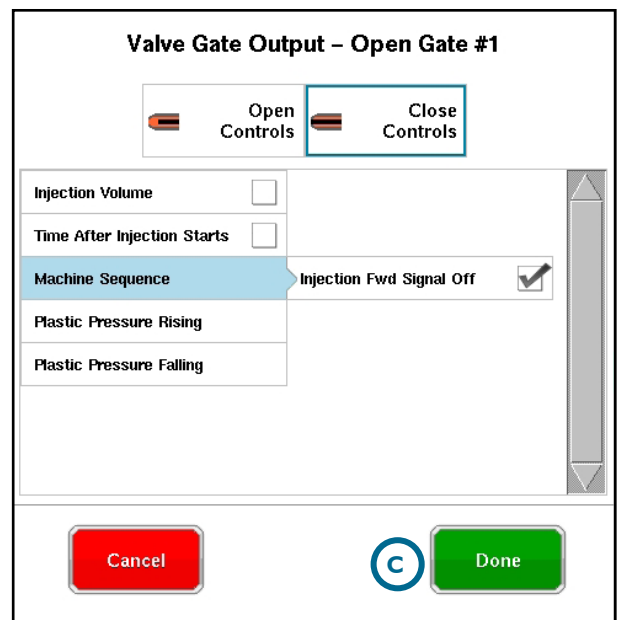 Valve Gate Output – Open Gate #1
Open
Controls
Close
Controls
Injection Volume
Time After Injection Starts
Machine Sequence
Injection Fwd Signal Off
Plastic Pressure Rising
Plastic Pressure Falling
Cancel
C
Done